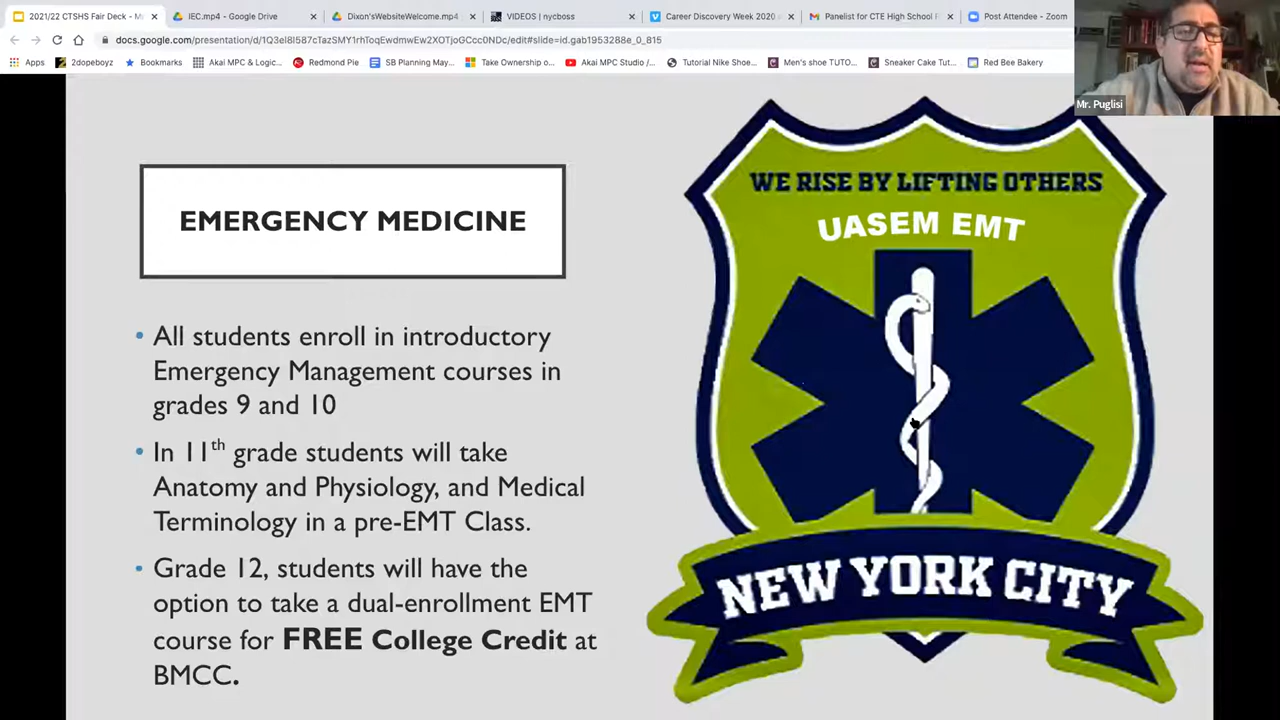 2021/22 CTSHS Fair Deck -
IEC.mp4 - Google Drive
Dixon'sWebsiteWelcome.mp4
VIDEOS | nycboss
Career Discovery Week 2020
Panelist for CTE High School F
Post Attendee - Zoom
docs.google.com/presentation/d/1Q3eI8I587cTazSMY1rhToqEwdmwEw2XOTjoGCcc0NDc/edit#slide=id.gab1953288e_0_815
Apps
2dopeboyz
Bookmarks
Akai MPC & Logic...
Redmond Pie
SB Planning May...
Take Ownership o...
Akai MPC Studio /...
Tutorial Nike Shoe...
Men's shoe TUTO...
Sneaker Cake Tut...
Red Bee Bakery
Mr. Puglisi
EMERGENCY MEDICINE
• All students enroll in introductory
Emergency Management courses in
grades 9 and 10
• In 11th grade students will take
Anatomy and Physiology, and Medical
Terminology in a pre-EMT Class.
• Grade 12, students will have the
option to take a dual-enrollment EMT
course for FREE College Credit at
BMCC.
WE RISE BY LIFTING OTHERS
UASEM EMT
NEW YORK CITY